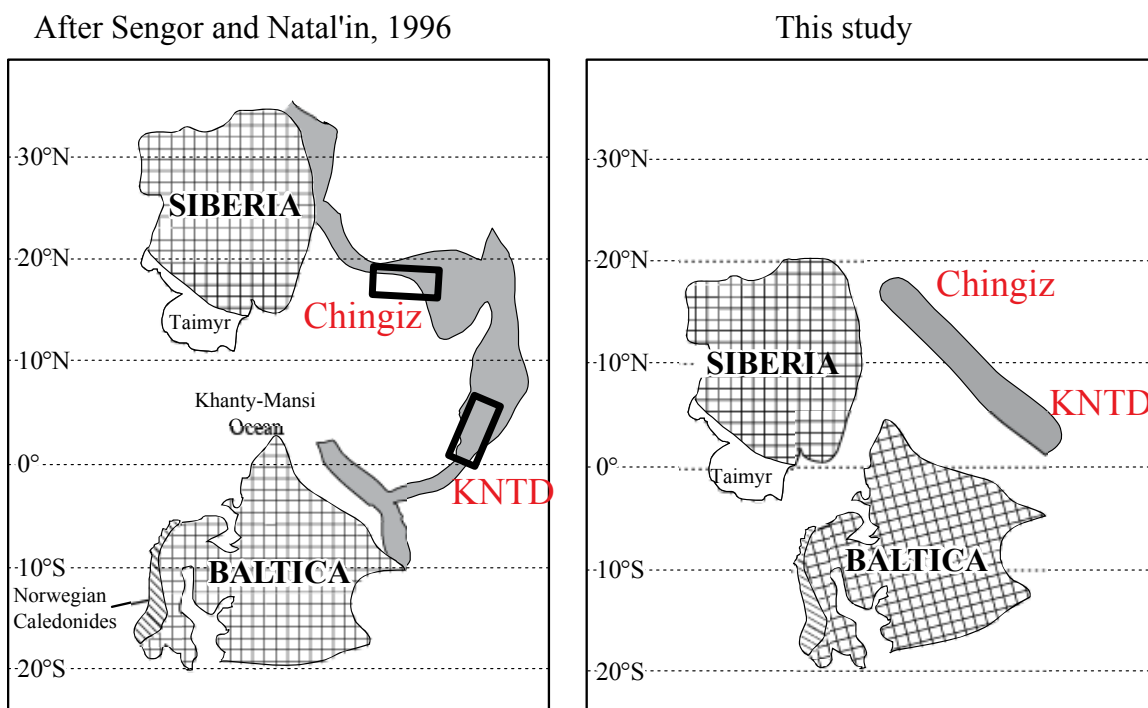 After Sengor and Natal'in, 1996
30°N
SIBERIA
20°N
Chingiz
Taimyr
10°N
Khanty-Mansi
Ocean
0°
KNTD
10°S
BALTICA
Norwegian
Caledonides
20°S
This study
30°N
20°N
Chingiz
10°N
SIBERIA
KNTD
0°
Taimyr
BALTICA
10°S
20°S